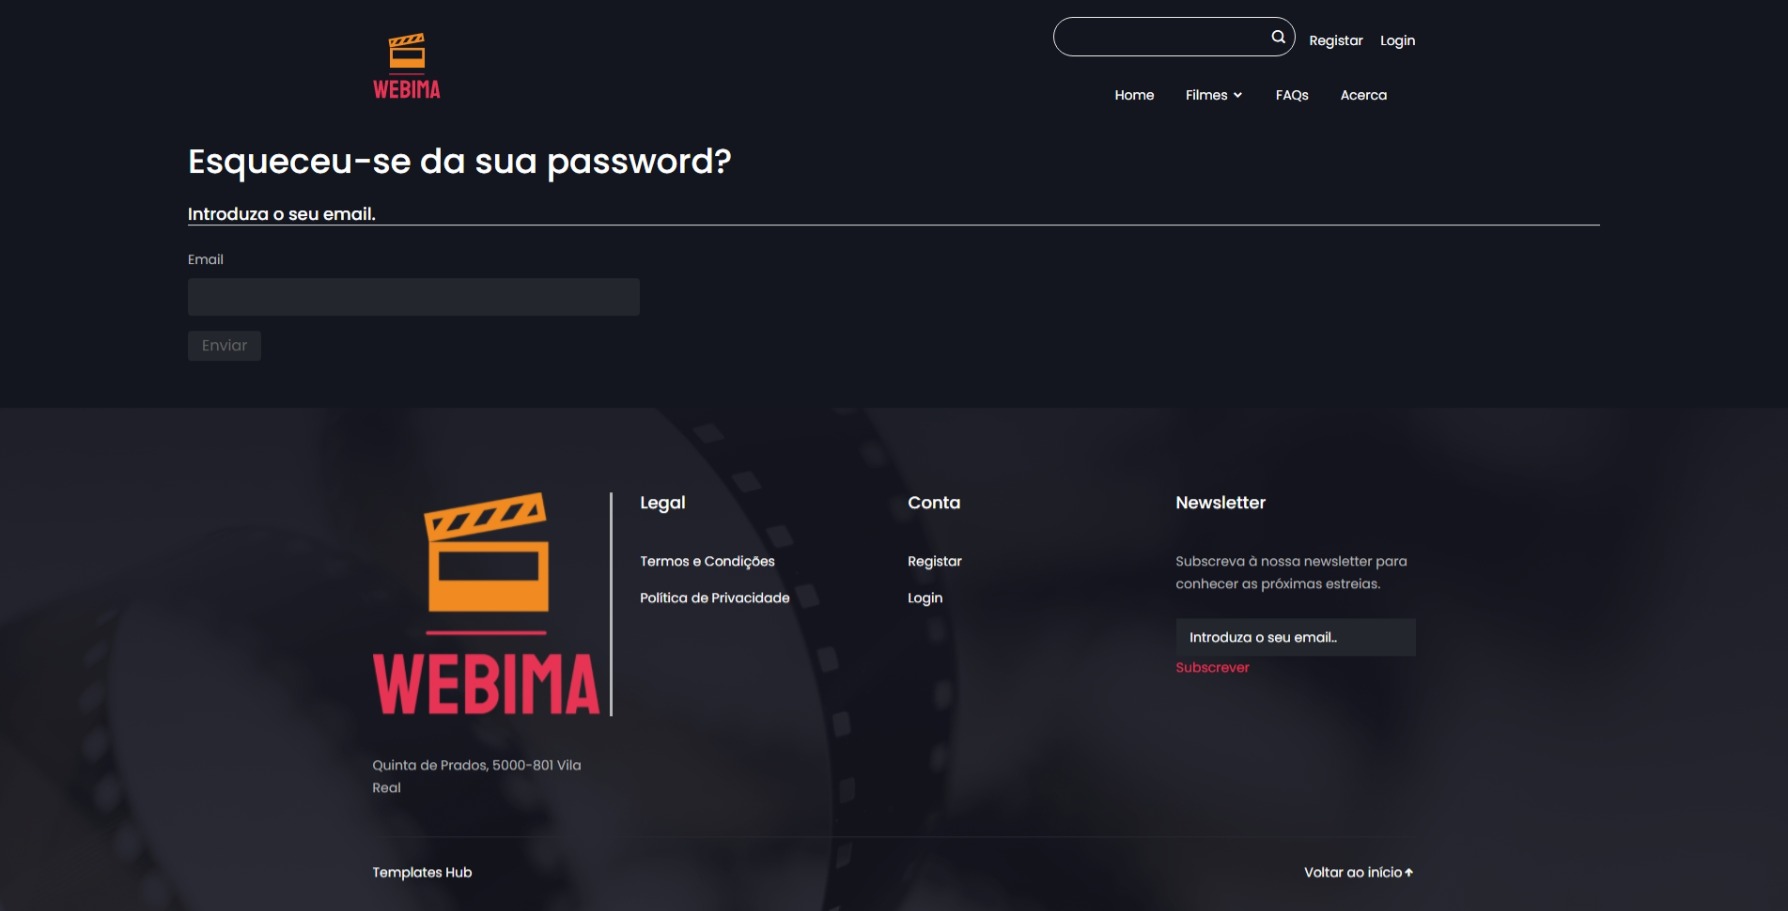 WEBIMA
Registar Login
Home Filmes FAQs Acerca
Esqueceu-se da sua password?
Introduza o seu email.
Email
Enviar
WEBIMA
Quinta de Prados, 5000-801 Vila
Real
Legal
Termos e Condições
Política de Privacidade
Conta
Registar
Login
Newsletter
Subscreva à nossa newsletter para
conhecer as próximas estreias.
Introduza o seu email..
Subscrever
Templates Hub
Voltar ao início